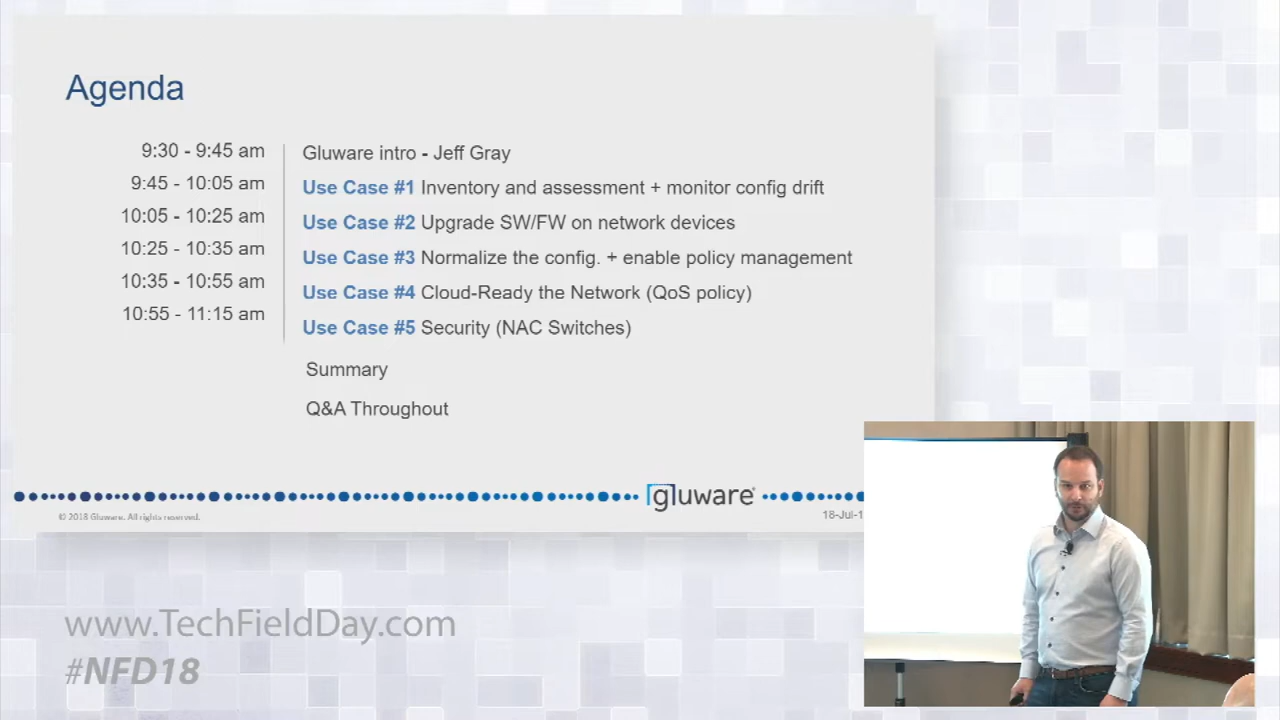 Agenda
9:30 - 9:45 am
Gluware intro - Jeff Gray
9:45 - 10:05 am
Use Case #1 Inventory and assessment + monitor config drift
10:05 - 10:25 am
Use Case #2 Upgrade SW/FW on network devices
10:25 - 10:35 am
Use Case #3 Normalize the config. + enable policy management
10:35 - 10:55 am
Use Case #4 Cloud-Ready the Network (QoS policy)
10:55 - 11:15 am
Use Case #5 Security (NAC Switches)
Summary
Q&A Throughout
gluware
© 2018 Gluware. All rights reserved.
18-Jul-1
www.TechFieldDay.com
#NFD18